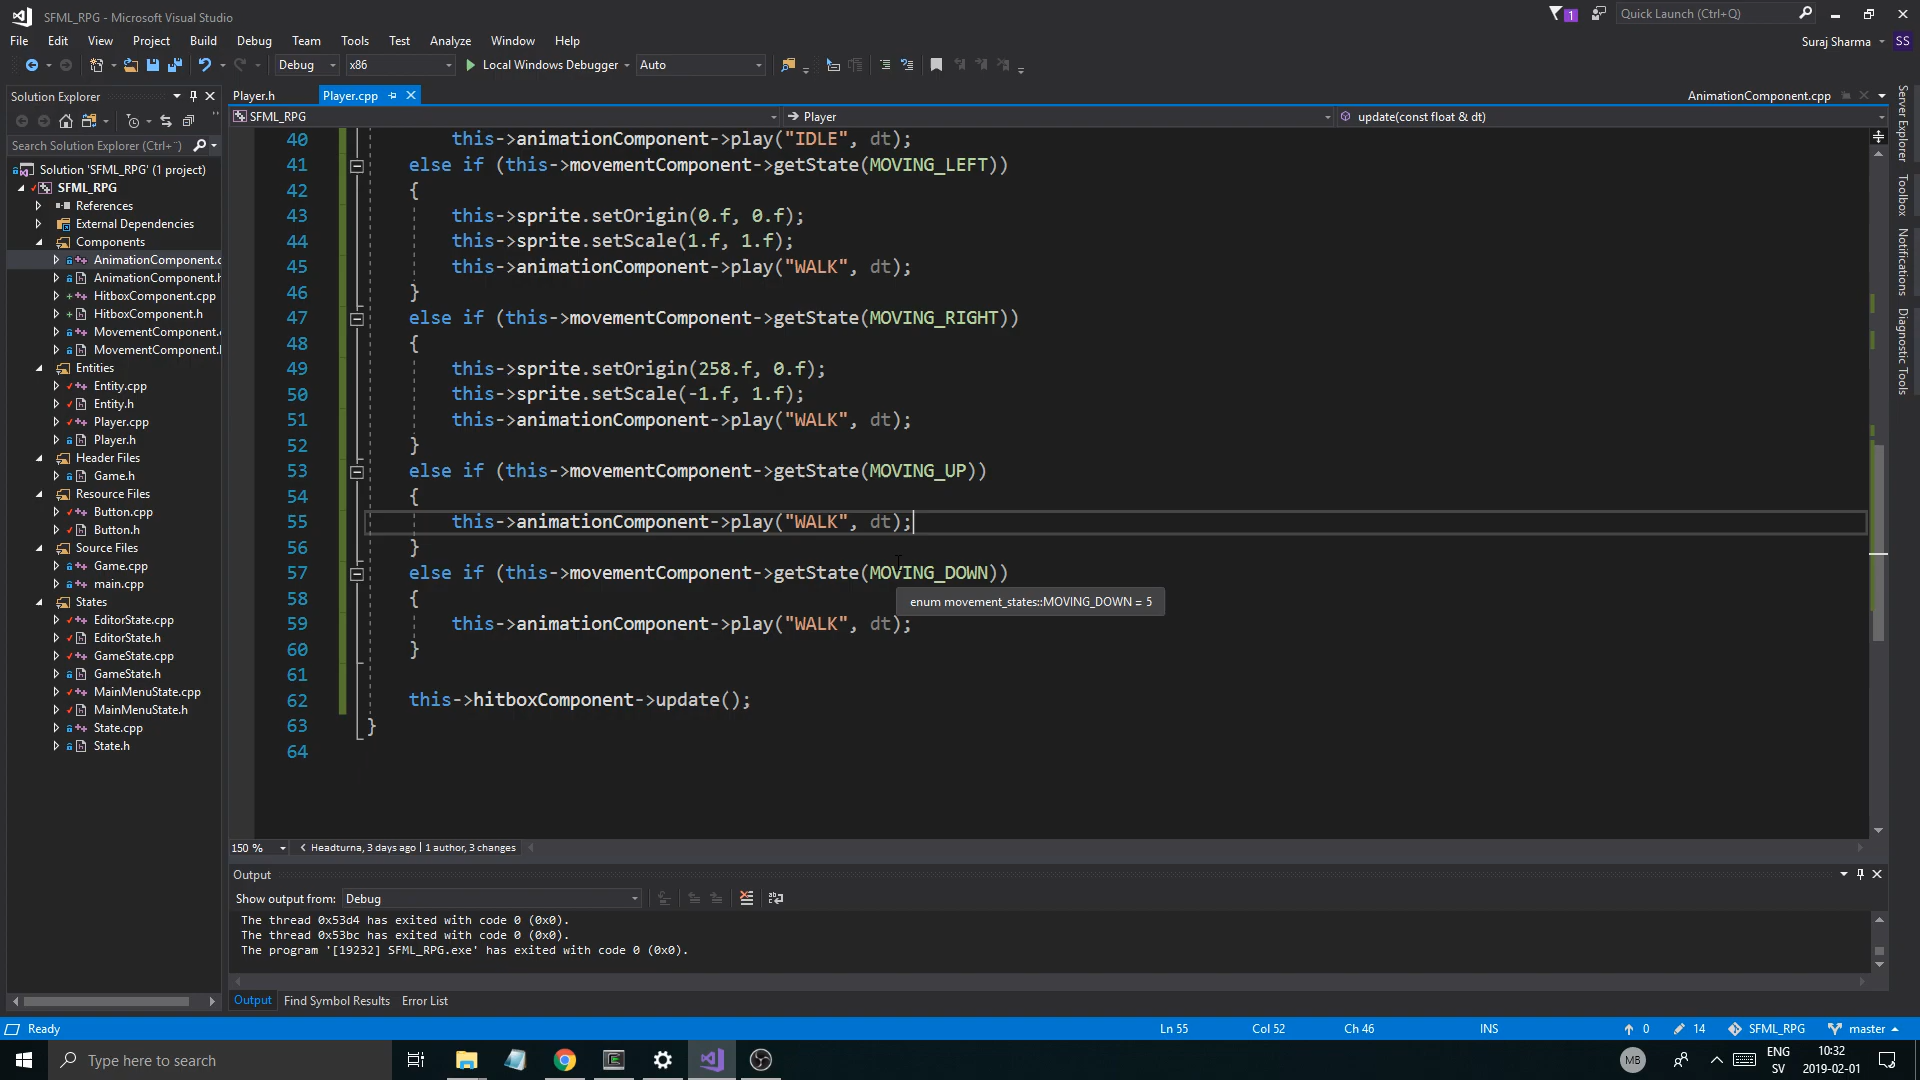 SFML_RPG - Microsoft Visual Studio
1
Quick Launch (Ctrl+Q)
File Edit View Project Build Debug Team Tools Test Analyze Window Help
Suraj Sharma SS
Debug x86 Local Windows Debugger Auto
Solution Explorer
Player.h Player.cpp AnimationComponent.cpp
SFML_RPG Player update(const float & dt)
Search Solution Explorer (Ctrl+¨)
Solution 'SFML_RPG' (1 project)
SFML_RPG
References
External Dependencies
Components
AnimationComponent.c
AnimationComponent.h
HitboxComponent.cpp
HitboxComponent.h
MovementComponent.
MovementComponent.
Entities
Entity.cpp
Entity.h
Player.cpp
Player.h
Header Files
Game.h
Resource Files
Button.cpp
Button.h
Source Files
Game.cpp
main.cpp
States
EditorState.cpp
EditorState.h
GameState.cpp
GameState.h
MainMenuState.cpp
MainMenuState.h
State.cpp
State.h
40 this->animationComponent->play("IDLE", dt);
41 else if (this->movementComponent->getState(MOVING_LEFT))
42 {
43 this->sprite.setOrigin(0.f, 0.f);
44 this->sprite.setScale(1.f, 1.f);
45 this->animationComponent->play("WALK", dt);
46 }
47 else if (this->movementComponent->getState(MOVING_RIGHT))
48 {
49 this->sprite.setOrigin(258.f, 0.f);
50 this->sprite.setScale(-1.f, 1.f);
51 this->animationComponent->play("WALK", dt);
52 }
53 else if (this->movementComponent->getState(MOVING_UP))
54 {
55 this->animationComponent->play("WALK", dt);
56 }
57 else if (this->movementComponent->getState(MOVING_DOWN))
58 {
enum movement_states::MOVING_DOWN = 5
59 this->animationComponent->play("WALK", dt);
60 }
61
62 this->hitboxComponent->update();
63 }
64
Server Explorer
Toolbox
Notifications
Diagnostic Tools
150 % Headturna, 3 days ago | 1 author, 3 changes
Output
Show output from: Debug
The thread 0x53d4 has exited with code 0 (0x0).
The thread 0x53bc has exited with code 0 (0x0).
The program '[19232] SFML_RPG.exe' has exited with code 0 (0x0).
Output Find Symbol Results Error List
Ready Ln 55 Col 52 Ch 46 INS 0 14 SFML_RPG master
Type here to search
MB
ENG
SV
10:32
2019-02-01